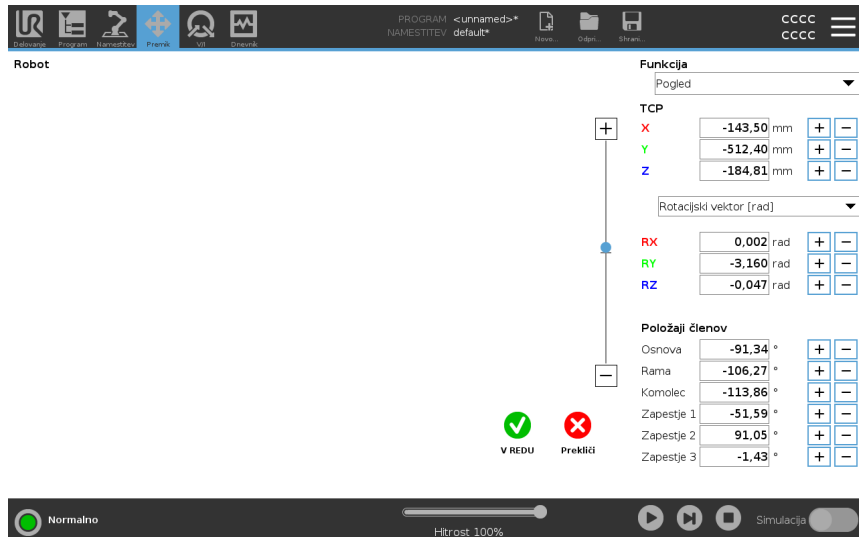 PROGRAM <unnamed>*
NAMESTITEV default*
CCCC
CCCC
Delovanje Program Namestitev Premik V/I Dnevnik Novo... Odpri... Shrani...
Robot
Funkcija
Pogled
TCP
X -143,50 mm + −
Y -512,40 mm + −
Z -184,81 mm + −
Rotacijski vektor [rad]
RX 0,002 rad + −
RY -3,160 rad + −
RZ -0,047 rad + −
Položaji členov
Osnova -91,34 ° + −
Rama -106,27 ° + −
Komolec -113,86 ° + −
Zapestje 1 -51,59 ° + −
Zapestje 2 91,05 ° + −
Zapestje 3 -1,43 ° + −
V REDU Prekliči
Normalno
Hitrost 100%
Simulacija